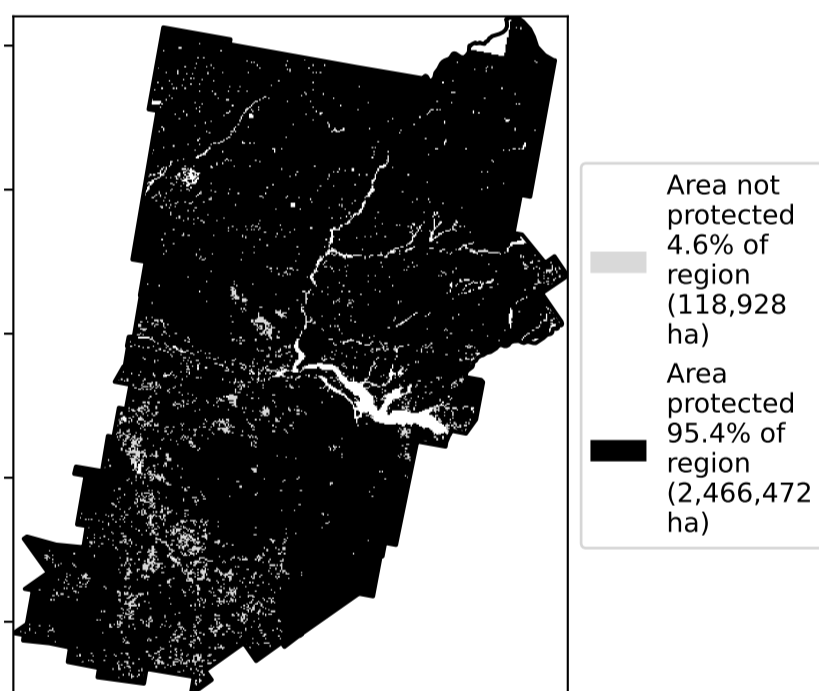 Area not
protected
4.6% of
region
(118,928
ha)
Area
protected
95.4% of
region
(2,466,472
ha)